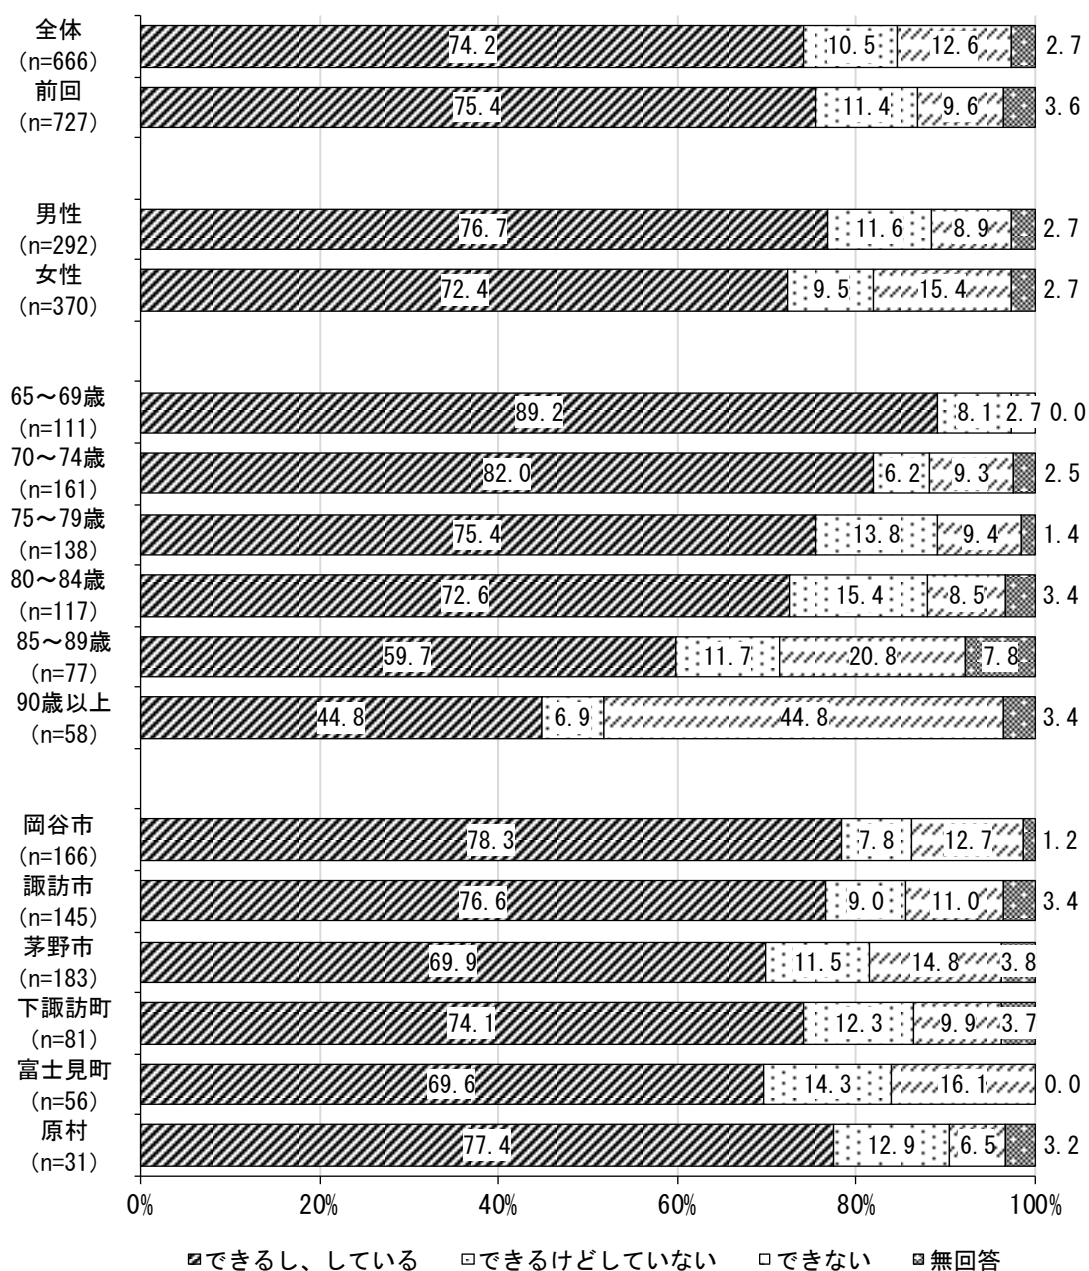 全体 74.2 10.5 12.6 2.7
(n=666)
前回 75.4 11.4 9.6 3.6
(n=727)
男性 76.7 11.6 8.9 2.7
(n=292)
女性 72.4 9.5 15.4 2.7
(n=370)
65～69歳 89.2 8.1 2.7 0.0
(n=111)
70～74歳 82.0 6.2 9.3 2.5
(n=161)
75～79歳 75.4 13.8 9.4 1.4
(n=138)
80～84歳 72.6 15.4 8.5 3.4
(n=117)
85～89歳 59.7 11.7 20.8 7.8
(n=77)
90歳以上 44.8 6.9 44.8 3.4
(n=58)
岡谷市 78.3 7.8 12.7 1.2
(n=166)
諏訪市 76.6 9.0 11.0 3.4
(n=145)
茅野市 69.9 11.5 14.8 3.8
(n=183)
下諏訪町 74.1 12.3 9.9 3.7
(n=81)
富士見町 69.6 14.3 16.1 0.0
(n=56)
原村 77.4 12.9 6.5 3.2
(n=31)
0% 20% 40% 60% 80% 100%
できるし、している できるけどしていない できない 無回答